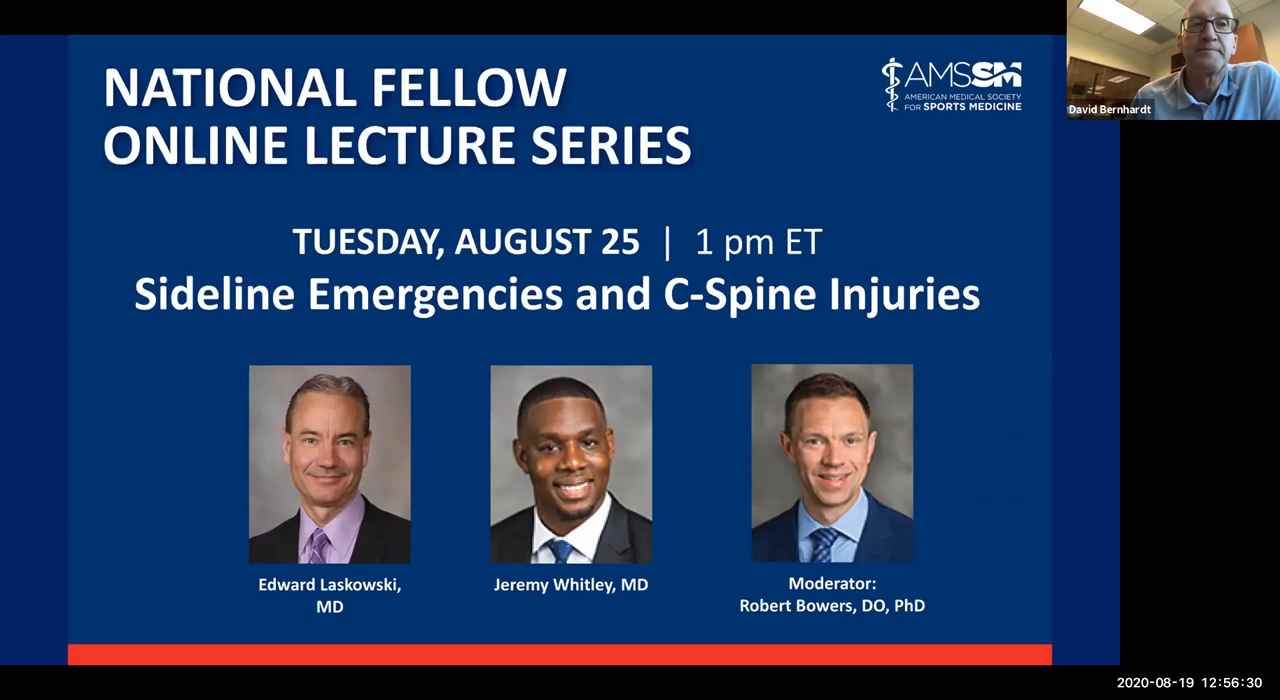 NATIONAL FELLOW
ONLINE LECTURE SERIES
AMSSM
AMERICAN MEDICAL SOCIETY
FOR SPORTS MEDICINE
David Bernhardt
TUESDAY, AUGUST 25 | 1 pm ET
Sideline Emergencies and C-Spine Injuries
Edward Laskowski,
MD
Jeremy Whitley, MD
Moderator:
Robert Bowers, DO, PhD
2020-08-19 12:56:30